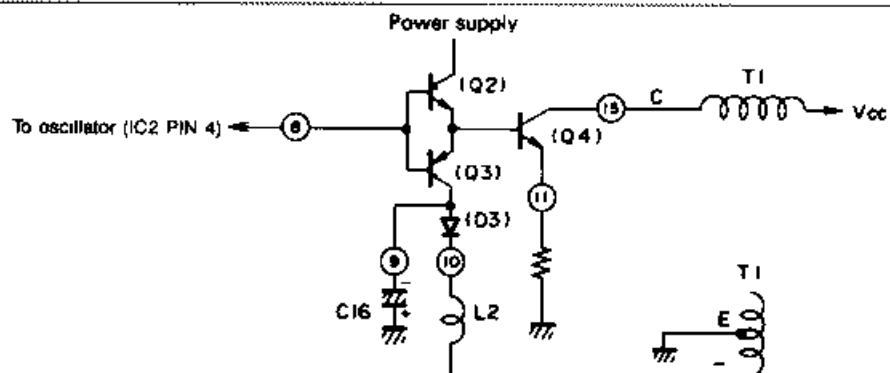 Power supply
(Q2)
T1
To oscillator (IC2 PIN 4)
6
15
C
Vcc
(Q4)
(Q3)
11
(D3)
9
10
T1
-
C16
+
L2
E
-